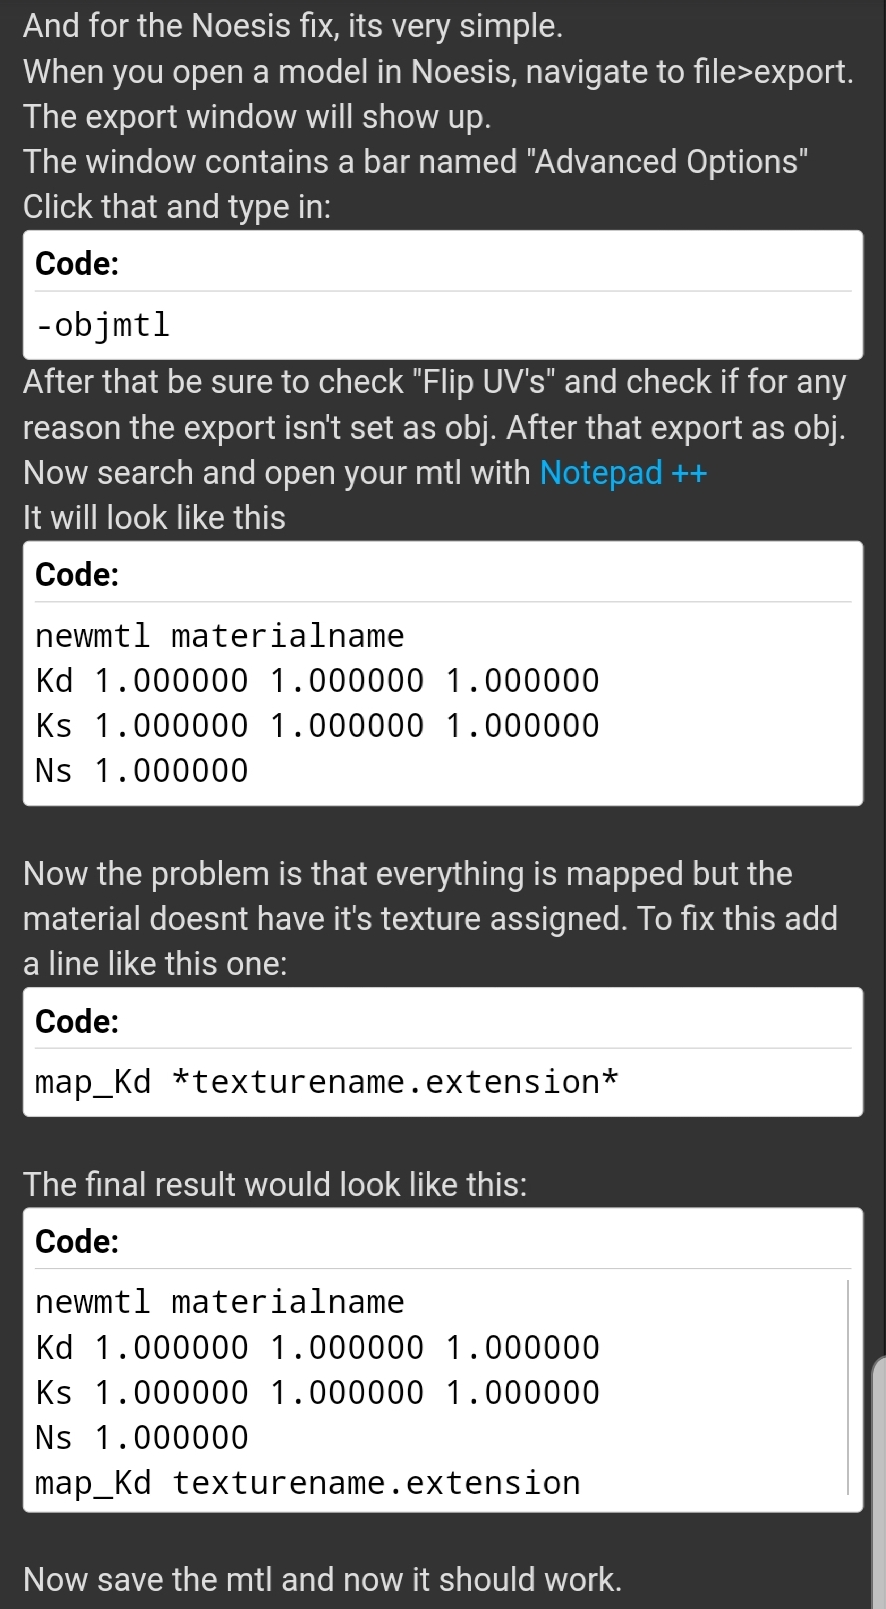 And for the Noesis fix, its very simple.
When you open a model in Noesis, navigate to file>export.
The export window will show up.
The window contains a bar named "Advanced Options"
Click that and type in:
Code:
-objmtl
After that be sure to check "Flip UV's" and check if for any
reason the export isn't set as obj. After that export as obj.
Now search and open your mtl with Notepad ++
It will look like this
Code:
newmtl materialname
Kd 1.000000 1.000000 1.000000
Ks 1.000000 1.000000 1.000000
Ns 1.000000
Now the problem is that everything is mapped but the
material doesnt have it's texture assigned. To fix this add
a line like this one:
Code:
map_Kd *texturename.extension*
The final result would look like this:
Code:
newmtl materialname
Kd 1.000000 1.000000 1.000000
Ks 1.000000 1.000000 1.000000
Ns 1.000000
map_Kd texturename.extension
Now save the mtl and now it should work.